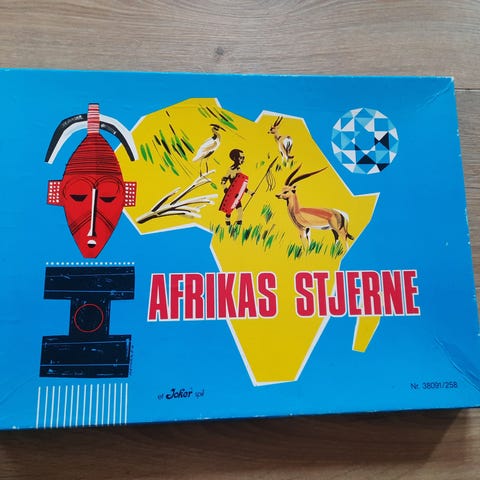 AFRIKAS STJERNE
et Joker spil
Nr. 38091/258